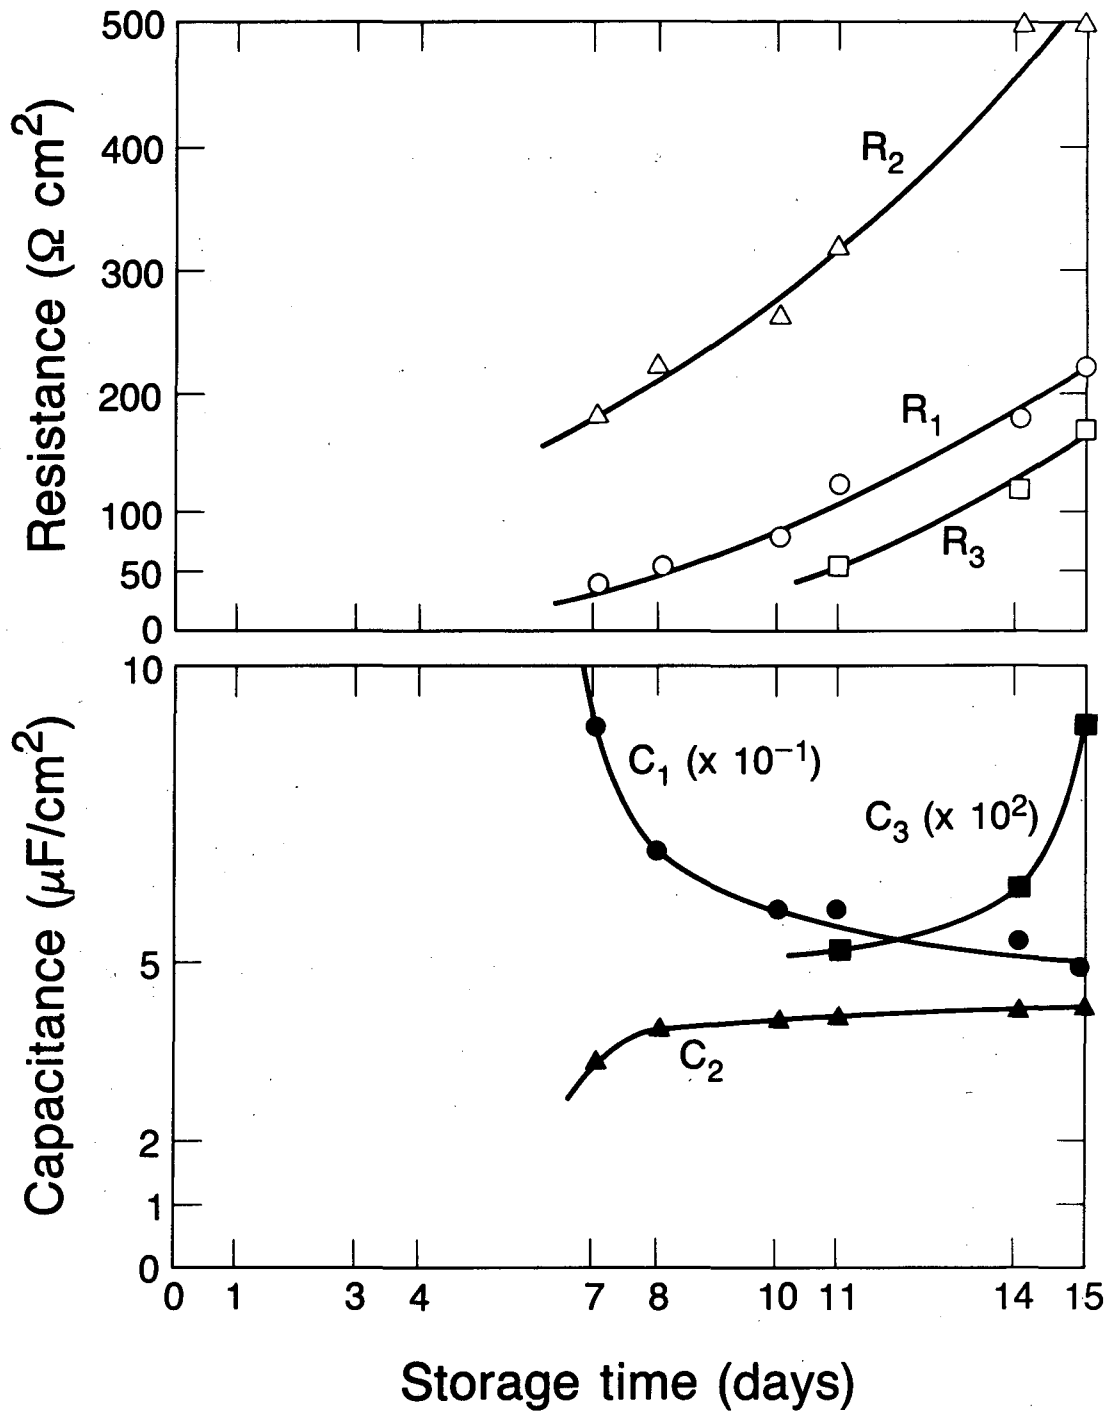 500
400
300
200
100
50
0
Resistance (Ω cm²)
R₂
R₁
R₃
10
5
2
1
0
Capacitance (μF/cm²)
C₁ (x 10⁻¹)
C₃ (x 10²)
C₂
0 1 3 4 7 8 10 11 14 15
Storage time (days)